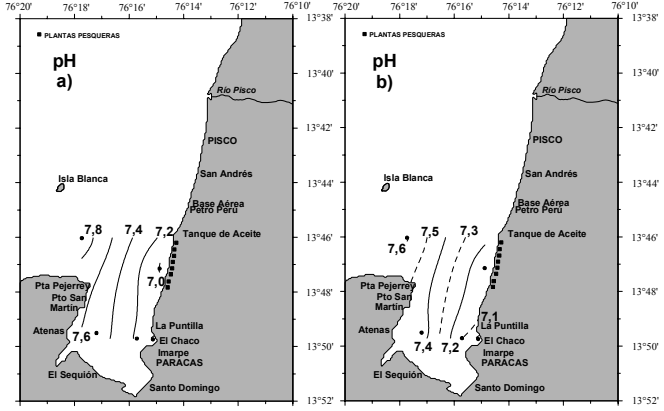 76°20' 76°18' 76°16' 76°14' 76°12' 76°10'
13°38'
13°40'
13°42'
13°44'
13°46'
13°48'
13°50'
13°52'
PLANTAS PESQUERAS
pH
a)
Río Pisco
PISCO
San Andrés
Isla Blanca
Base Aérea
Petro Perú
7,8 7,4 7,2
Tanque de Aceite
7,0
Pta Pejerrey
Pto San
Martín
Atenas
7,6
La Puntilla
El Chaco
Imarpe
PARACAS
El Sequión
Santo Domingo
76°18' 76°16' 76°14' 76°12' 76°10'
13°38'
13°40'
13°42'
13°44'
13°46'
13°48'
13°50'
13°52'
PLANTAS PESQUERAS
pH
b)
Río Pisco
PISCO
San Andrés
Isla Blanca
Base Aérea
Petro Perú
7,5 7,3
Tanque de Aceite
7,6
Pta Pejerrey
Pto San
Martín
7,1
Atenas
La Puntilla
7,4 7,2
El Chaco
Imarpe
PARACAS
El Sequión
Santo Domingo